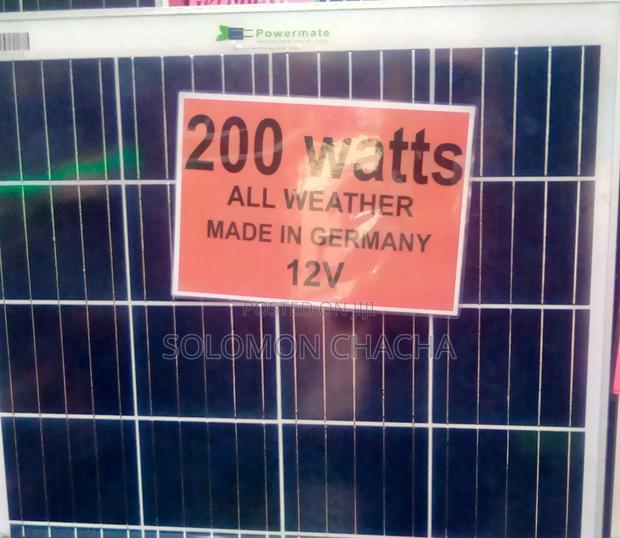 Powermate
200 watts
ALL WEATHER
MADE IN GERMANY
12V
POSTED ON JIJI
SOLOMON CHACHA